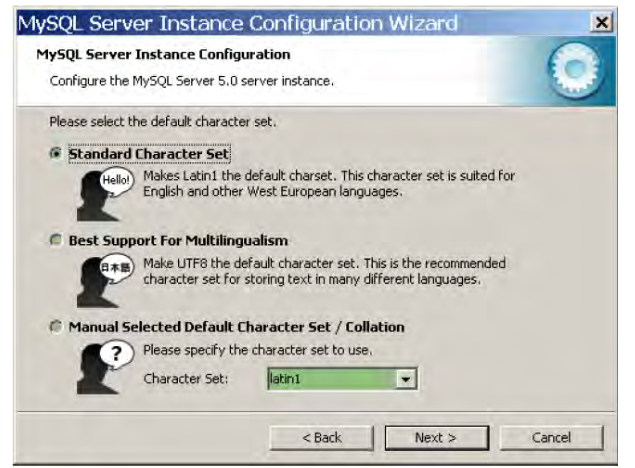 MySQL Server Instance Configuration Wizard
MySQL Server Instance Configuration
Configure the MySQL Server 5.0 server instance.
Please select the default character set.
Standard Character Set
Hello!
Makes Latin1 the default charset. This character set is suited for
English and other West European languages.
Best Support For Multilingualism
日本語
Make UTF8 the default character set. This is the recommended
character set for storing text in many different languages.
Manual Selected Default Character Set / Collation
?
Please specify the character set to use.
Character Set: latin1
< Back Next > Cancel